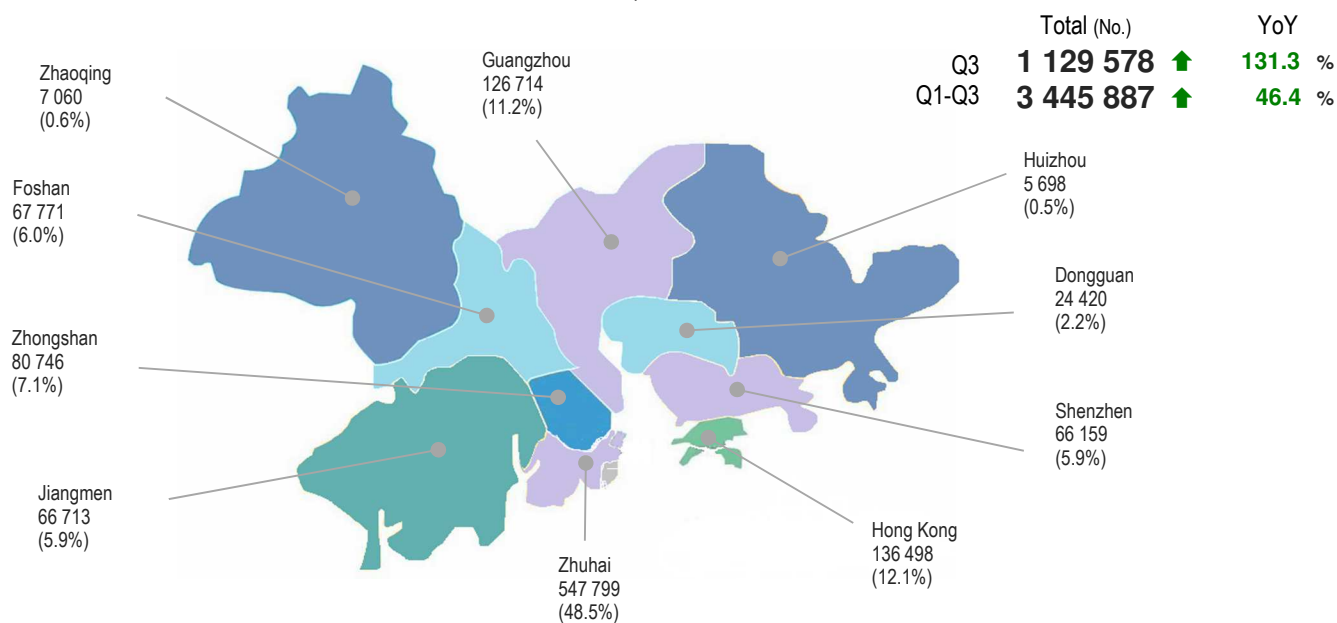 Total (No.) YoY
Q3 1 129 578 131.3 %
Q1-Q3 3 445 887 46.4 %
Zhaoqing
7 060
(0.6%)
Guangzhou
126 714
(11.2%)
Huizhou
5 698
(0.5%)
Foshan
67 771
(6.0%)
Dongguan
24 420
(2.2%)
Zhongshan
80 746
(7.1%)
Shenzhen
66 159
(5.9%)
Jiangmen
66 713
(5.9%)
Hong Kong
136 498
(12.1%)
Zhuhai
547 799
(48.5%)